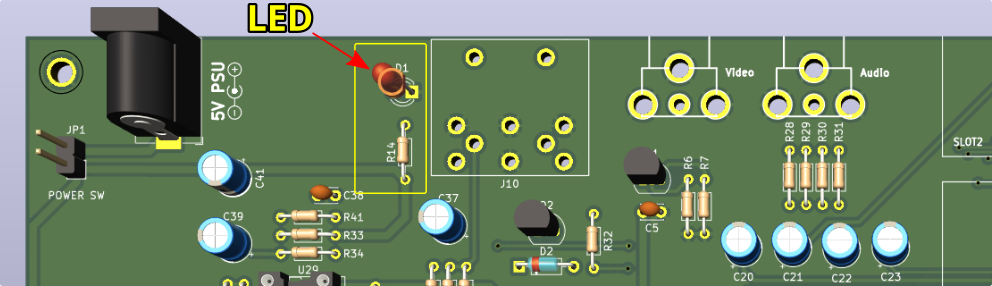 LED
D1
5V PSU
JP1
POWER SW
C41
R14
J10
C38
C39
C37
R41
R33
R34
U29
D2
R32
C5
R6
R7
Video
Audio
R28
R29
R30
R31
SLOT2
C20
C21
C22
C23